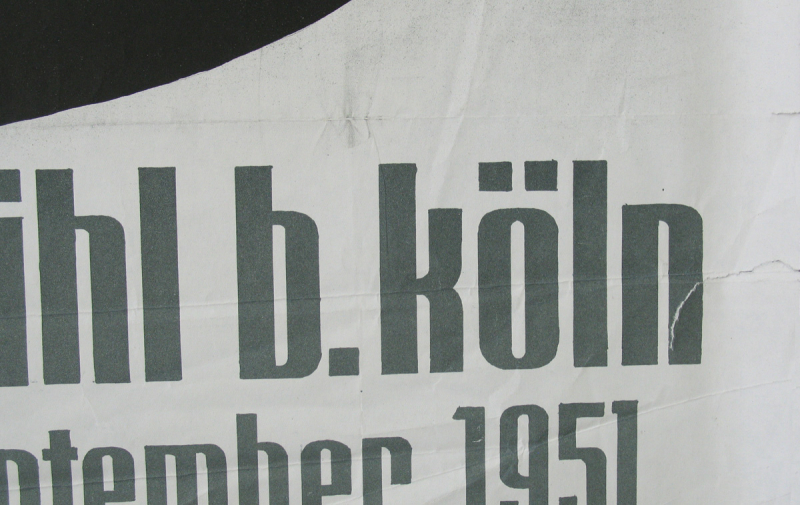 ihl b.köln
ptember 1951